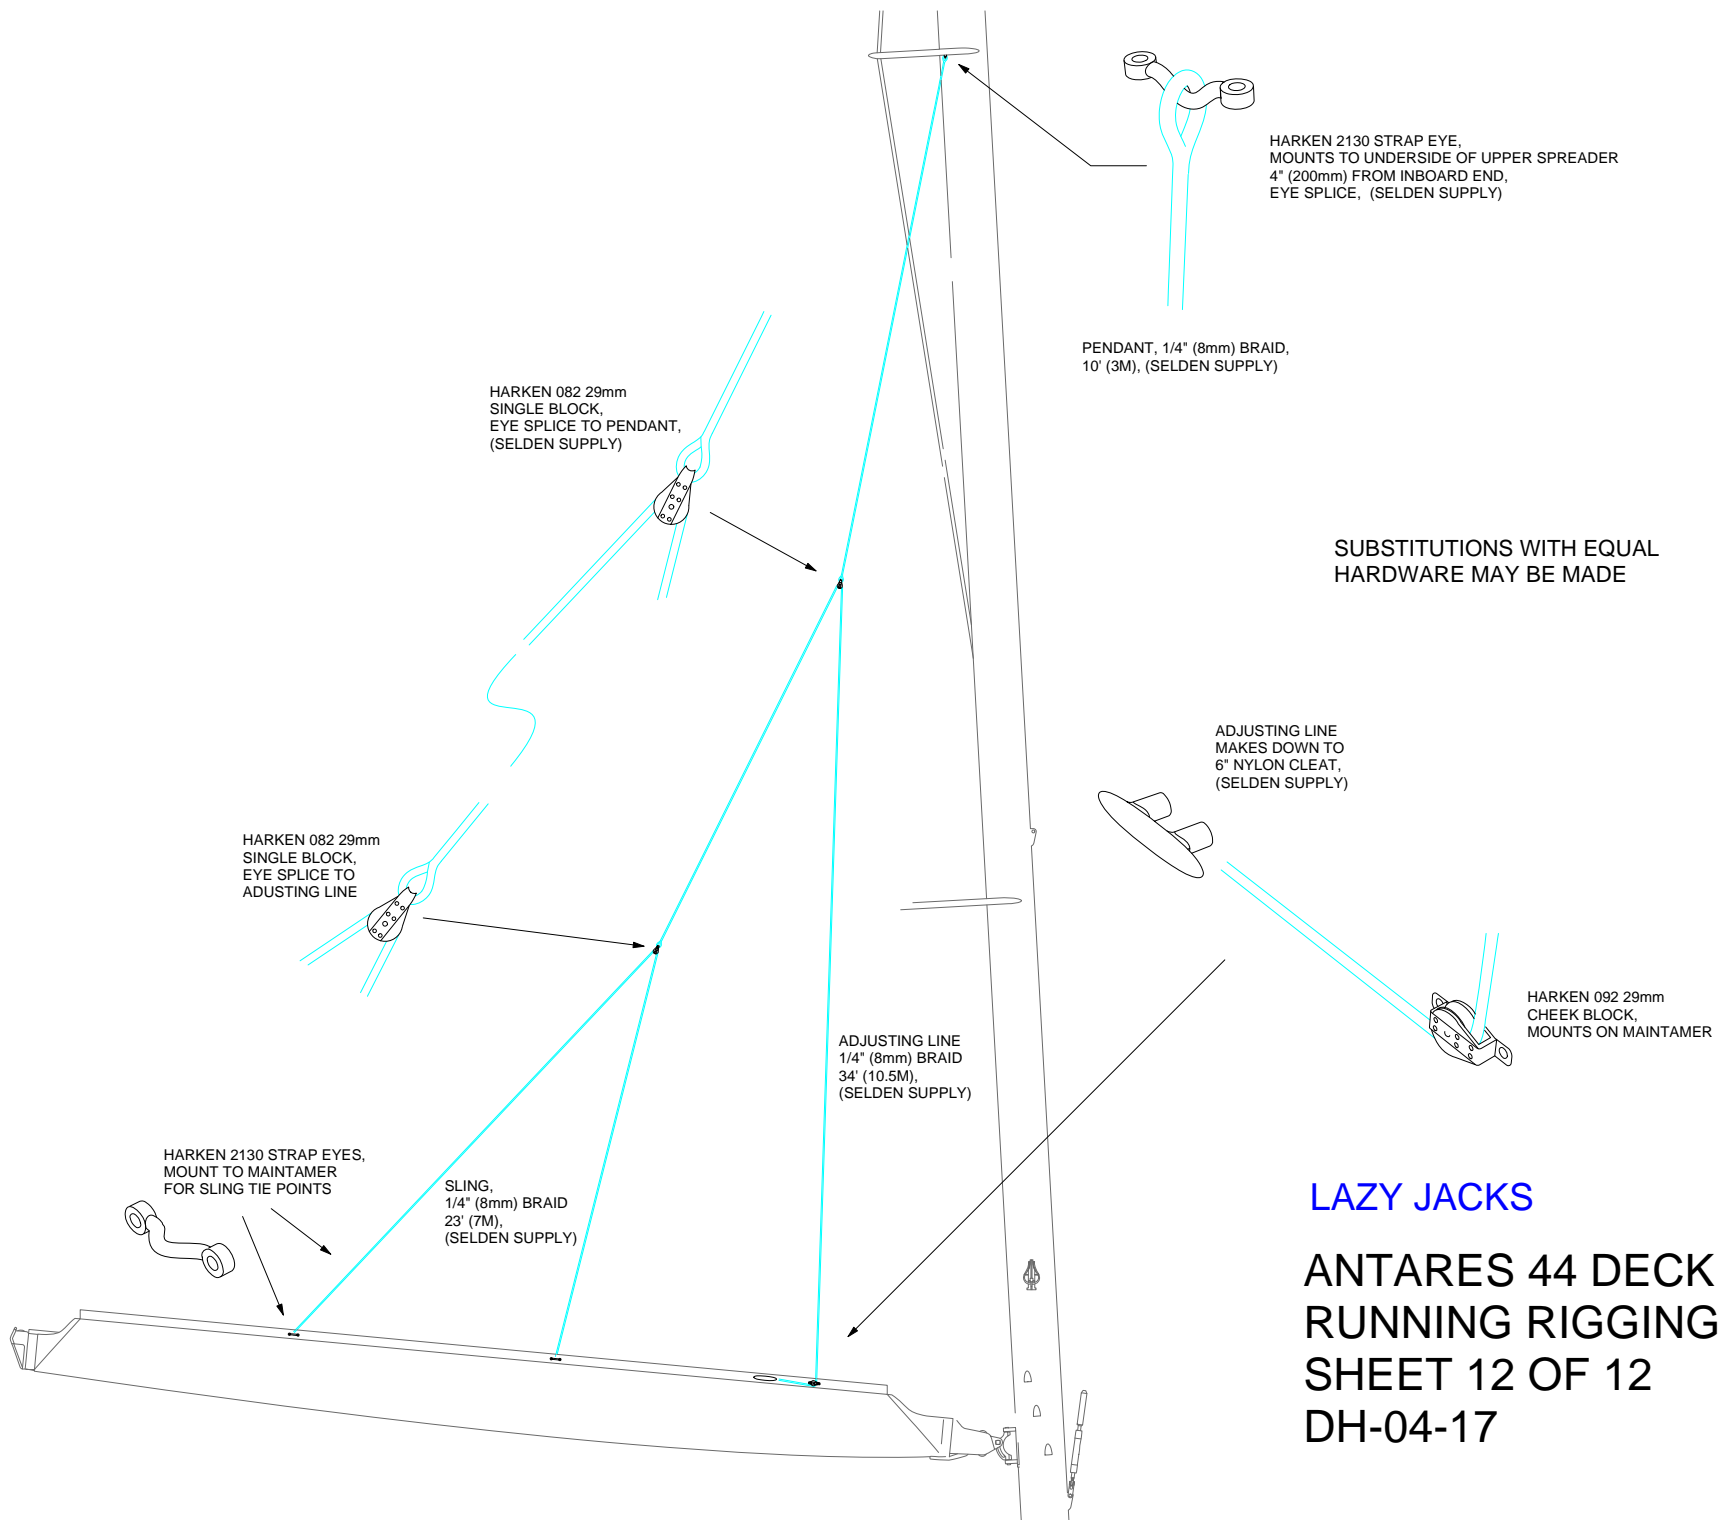 HARKEN 2130 STRAP EYE,
MOUNTS TO UNDERSIDE OF UPPER SPREADER
4" (200mm) FROM INBOARD END,
EYE SPLICE, (SELDEN SUPPLY)
PENDANT, 1/4" (8mm) BRAID,
10' (3M), (SELDEN SUPPLY)
HARKEN 082 29mm
SINGLE BLOCK,
EYE SPLICE TO PENDANT,
(SELDEN SUPPLY)
SUBSTITUTIONS WITH EQUAL
HARDWARE MAY BE MADE
ADJUSTING LINE
MAKES DOWN TO
6" NYLON CLEAT,
(SELDEN SUPPLY)
HARKEN 082 29mm
SINGLE BLOCK,
EYE SPLICE TO
ADUSTING LINE
HARKEN 092 29mm
CHEEK BLOCK,
MOUNTS ON MAINTAMER
ADJUSTING LINE
1/4" (8mm) BRAID
34' (10.5M),
(SELDEN SUPPLY)
HARKEN 2130 STRAP EYES,
MOUNT TO MAINTAMER
FOR SLING TIE POINTS
SLING,
1/4" (8mm) BRAID
23' (7M),
(SELDEN SUPPLY)
LAZY JACKS
ANTARES 44 DECK
RUNNING RIGGING
SHEET 12 OF 12
DH-04-17